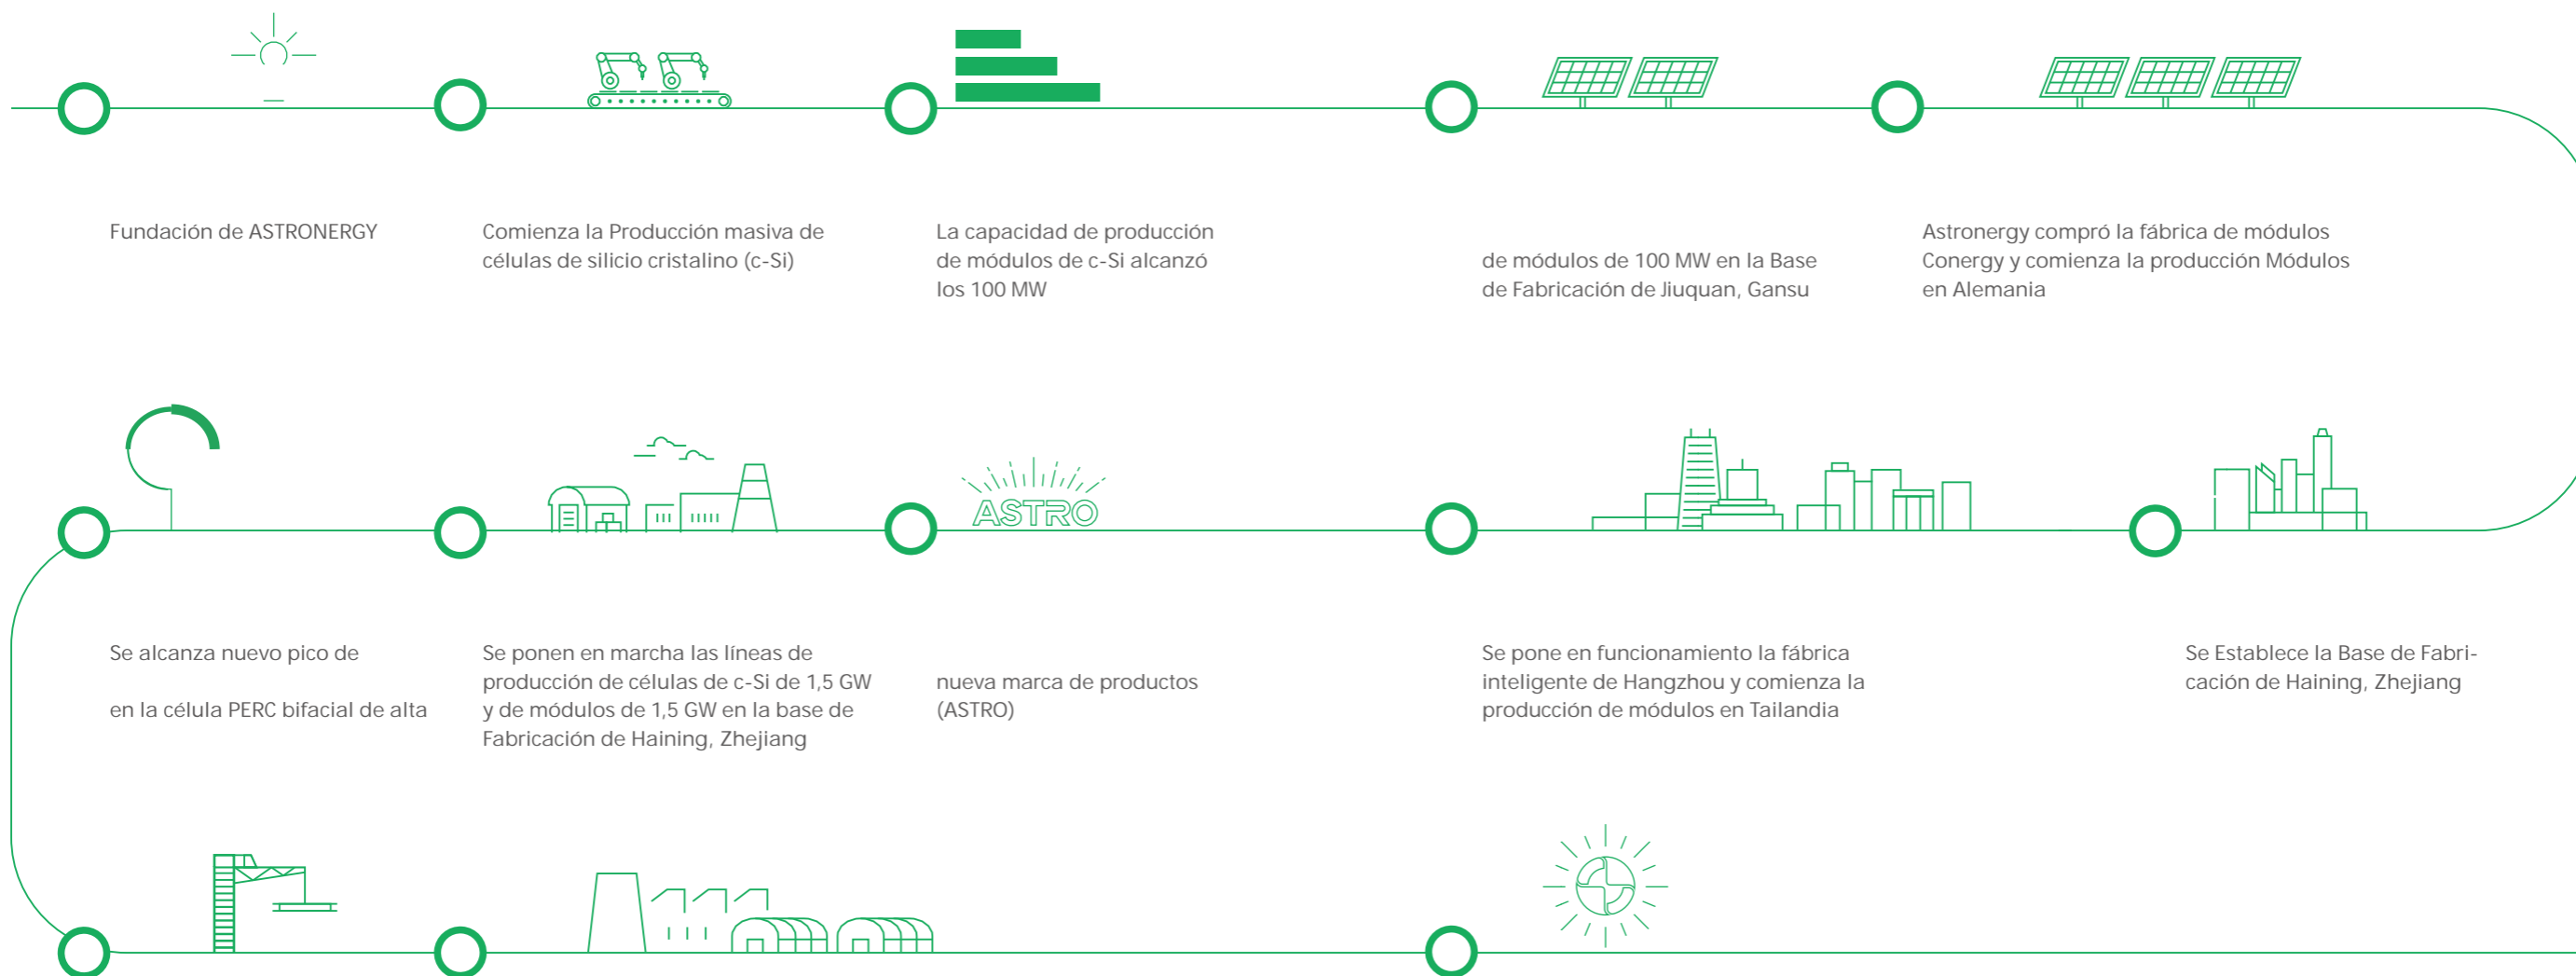 Fundación de ASTRONERGY
Comienza la Producción masiva de
células de silicio cristalino (c-Si)
La capacidad de producción
de módulos de c-Si alcanzó
los 100 MW
de módulos de 100 MW en la Base
de Fabricación de Jiuquan, Gansu
Astronergy compró la fábrica de módulos
Conergy y comienza la producción Módulos
en Alemania
ASTRO
Se alcanza nuevo pico de
en la célula PERC bifacial de alta
Se ponen en marcha las líneas de
producción de células de c-Si de 1,5 GW
y de módulos de 1,5 GW en la base de
Fabricación de Haining, Zhejiang
nueva marca de productos
(ASTRO)
Se pone en funcionamiento la fábrica
inteligente de Hangzhou y comienza la
producción de módulos en Tailandia
Se Establece la Base de Fabri-
cación de Haining, Zhejiang